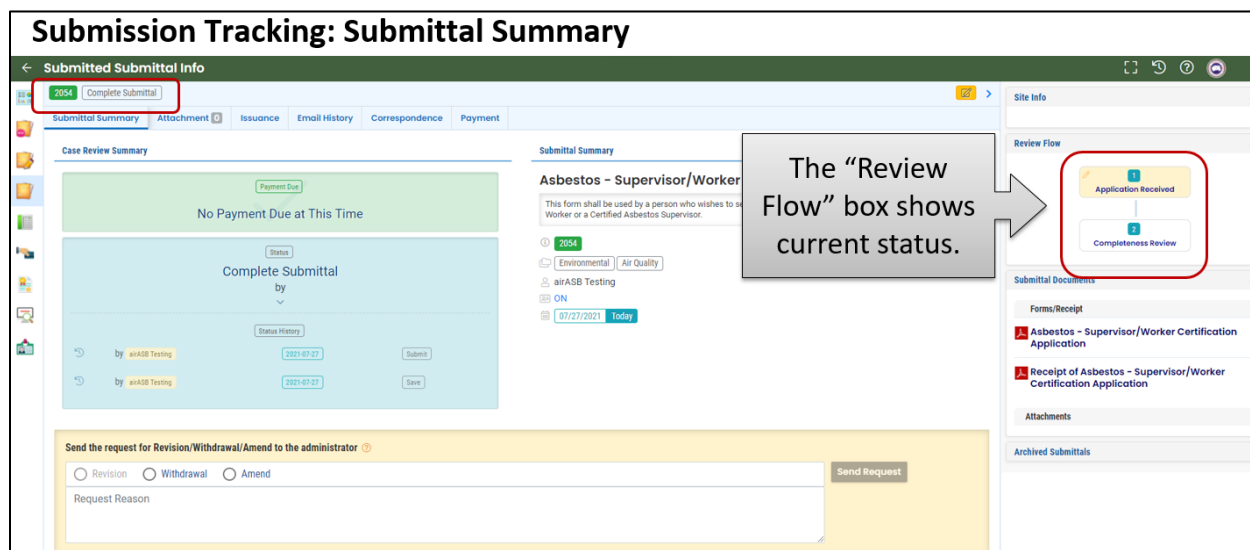 Submission Tracking: Submittal Summary
Submitted Submittal Info
2054 Complete Submittal
Submittal Summary Attachment 0 Issuance Email History Correspondence Payment
Case Review Summary
Payment Due
No Payment Due at This Time
Status
Complete Submittal
by
Status History
by airASB Testing 2021-07-27 Submit
by airASB Testing 2021-07-27 Save
Submittal Summary
Asbestos - Supervisor/Worker
This form shall be used by a person who wishes to
Worker or a Certified Asbestos Supervisor.
2054
Environmental Air Quality
airASB Testing
ON
07/27/2021 Today
The “Review
Flow” box shows
current status.
Site Info
Review Flow
1
Application Received
2
Completeness Review
Submittal Documents
Forms/Receipt
Asbestos - Supervisor/Worker Certification
Application
Receipt of Asbestos - Supervisor/Worker
Certification Application
Attachments
Archived Submittals
Send the request for Revision/Withdrawal/Amend to the administrator
Revision Withdrawal Amend
Send Request
Request Reason